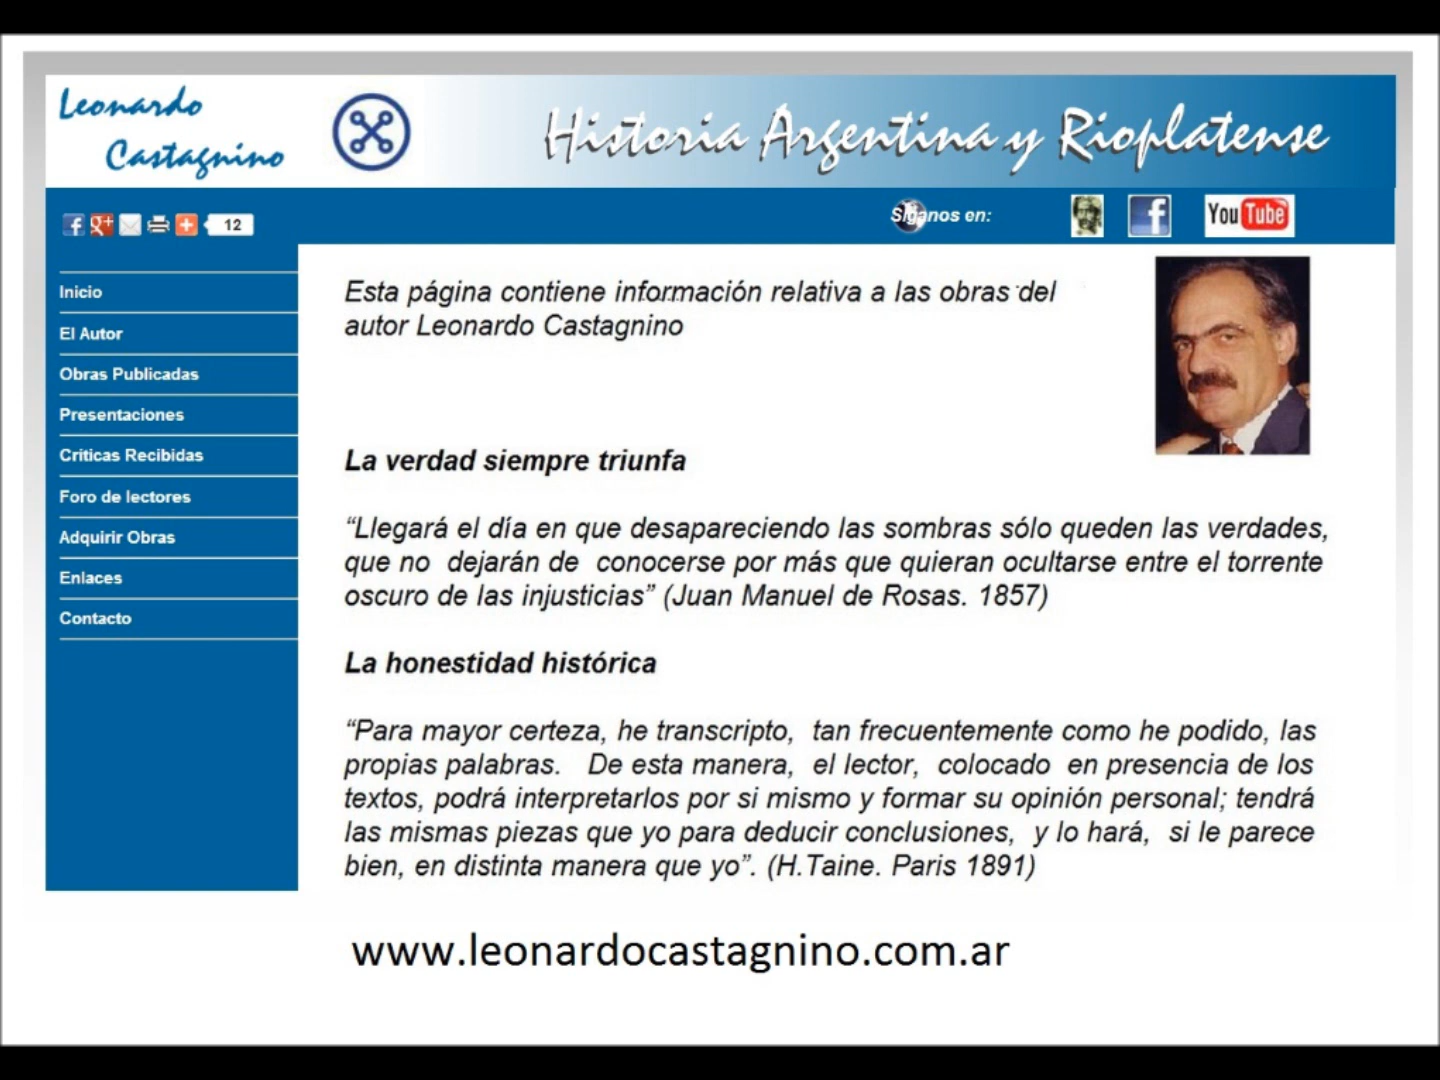 Leonardo
Castagnino
Historia Argentina y Rioplatense
12
Síganos en:
You Tube
Inicio
El Autor
Obras Publicadas
Presentaciones
Criticas Recibidas
Foro de lectores
Adquirir Obras
Enlaces
Contacto
Esta página contiene información relativa a las obras del
autor Leonardo Castagnino
La verdad siempre triunfa
“Llegará el día en que desapareciendo las sombras sólo queden las verdades,
que no dejarán de conocerse por más que quieran ocultarse entre el torrente
oscuro de las injusticias” (Juan Manuel de Rosas. 1857)
La honestidad histórica
“Para mayor certeza, he transcripto, tan frecuentemente como he podido, las
propias palabras. De esta manera, el lector, colocado en presencia de los
textos, podrá interpretarlos por si mismo y formar su opinión personal; tendrá
las mismas piezas que yo para deducir conclusiones, y lo hará, si le parece
bien, en distinta manera que yo”. (H.Taine. Paris 1891)
www.leonardocastagnino.com.ar